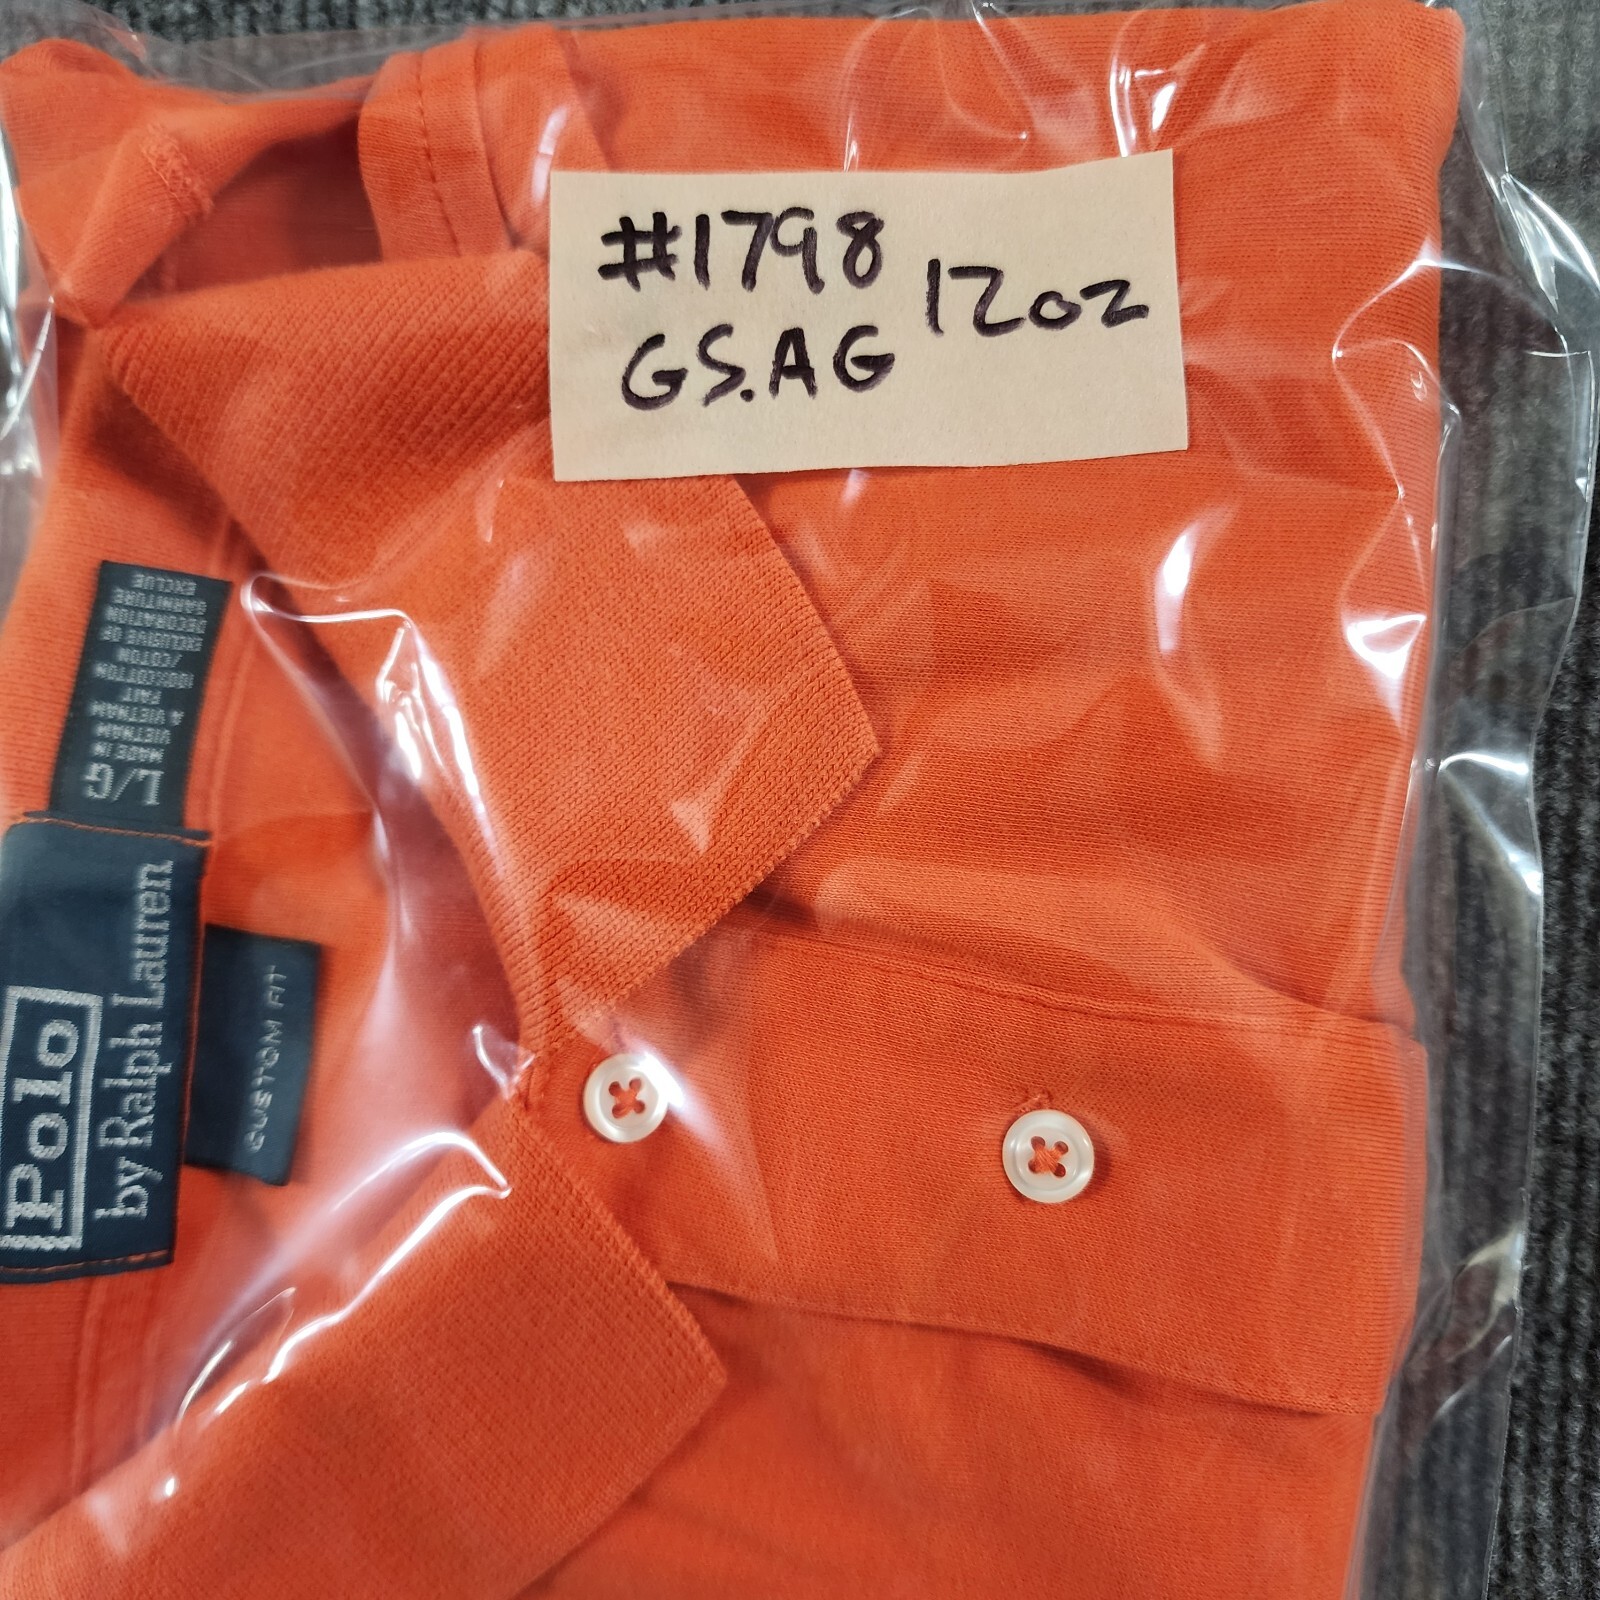 #1798 12oz
GS.AG
L/G
MADE IN
VIETNAM
FAIT
A VIETNAM
100% COTTON
/COTON
EXCLUSIVE OF
DECORATION
GARNITURE
EXCLUE
Polo
by Ralph Lauren
CUSTOM FIT